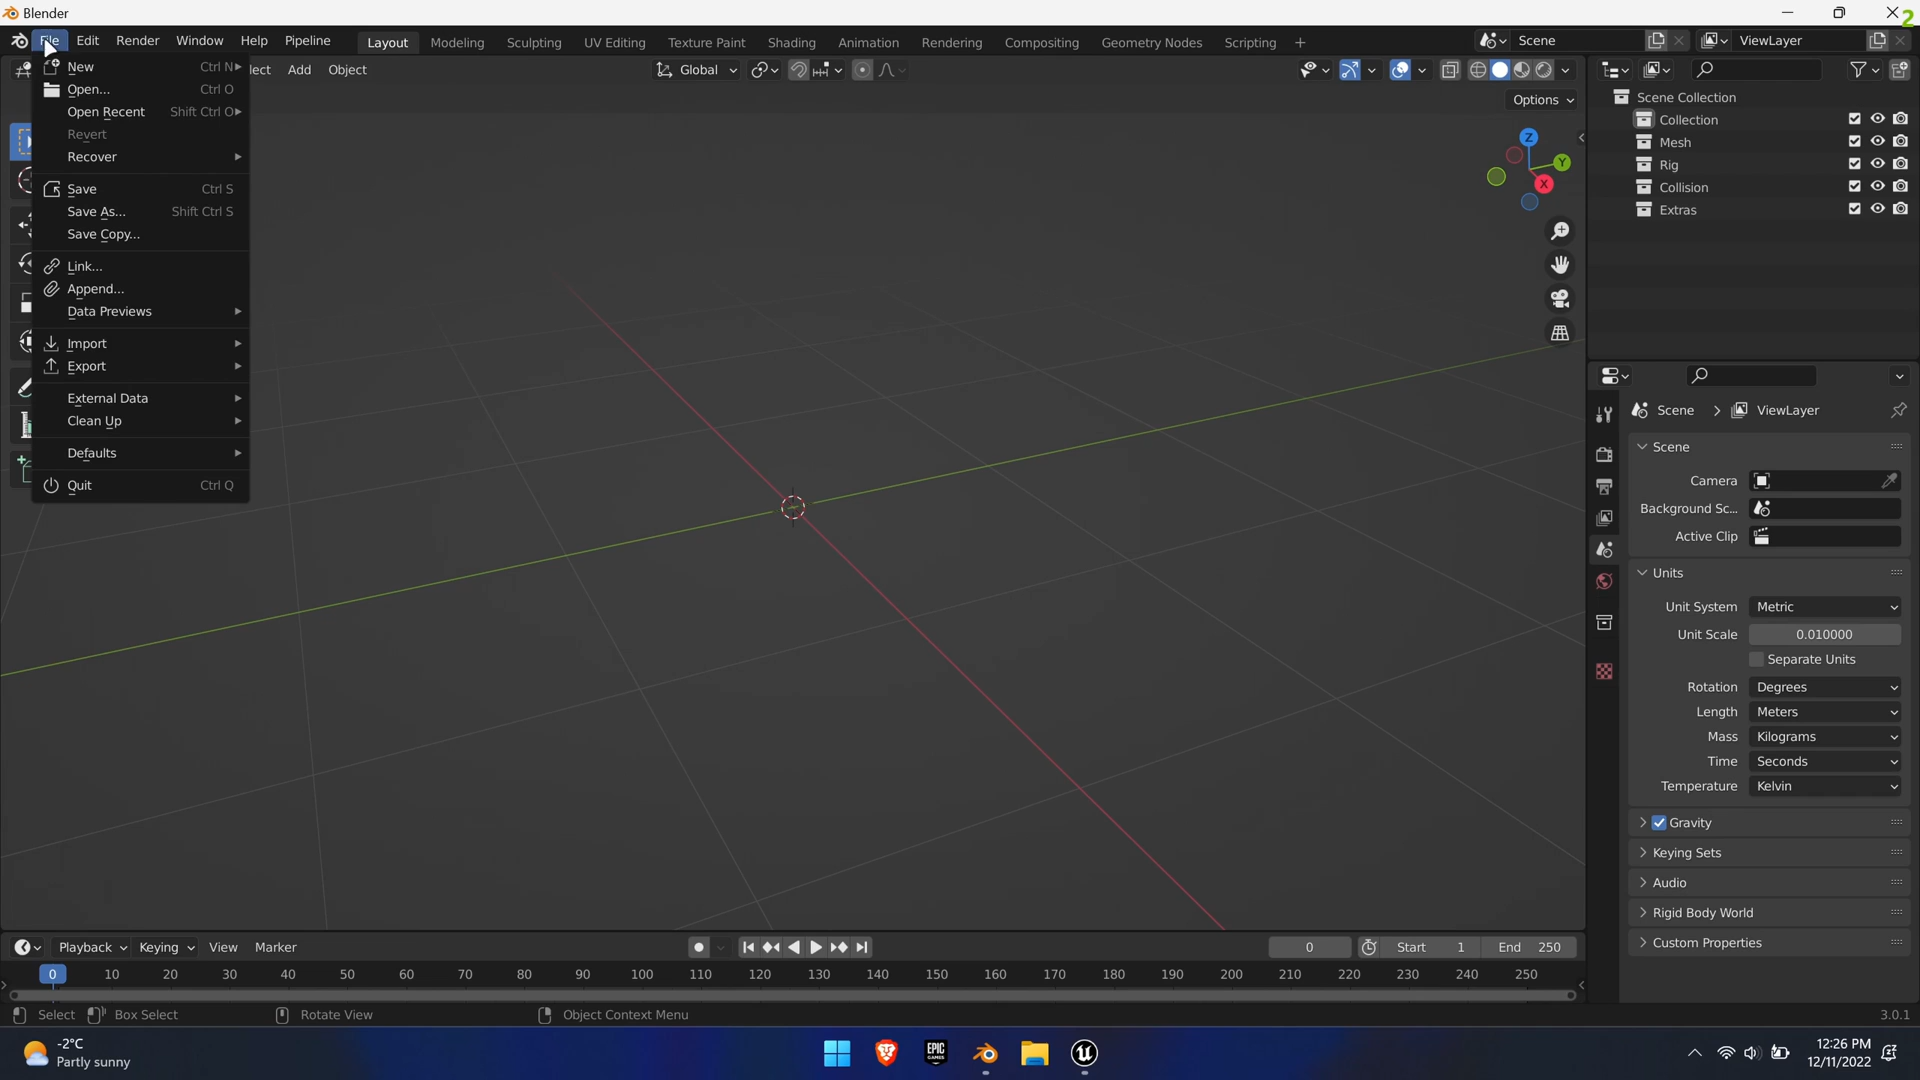 Blender
2
File Edit Render Window Help Pipeline Layout Modeling Sculpting UV Editing Texture Paint Shading Animation Rendering Compositing Geometry Nodes Scripting + Scene ViewLayer
New Ctrl N
Open... Ctrl O
Open Recent Shift Ctrl O
Revert
Recover
Save Ctrl S
Save As... Shift Ctrl S
Save Copy...
Link...
Append...
Data Previews
Import
Export
External Data
Clean Up
Defaults
Quit Ctrl Q
lect Add Object Global
Options
Z
Y
X
Scene Collection
Collection
Mesh
Rig
Collision
Extras
Scene > ViewLayer
Scene
Camera
Background Sc...
Active Clip
Units
Unit System Metric
Unit Scale 0.010000
Separate Units
Rotation Degrees
Length Meters
Mass Kilograms
Time Seconds
Temperature Kelvin
Gravity
Keying Sets
Audio
Rigid Body World
Custom Properties
Playback Keying View Marker 0 Start 1 End 250
0 10 20 30 40 50 60 70 80 90 100 110 120 130 140 150 160 170 180 190 200 210 220 230 240 250
Select Box Select Rotate View Object Context Menu 3.0.1
-2°C
Partly sunny
EPIC
GAMES
12:26 PM
12/11/2022